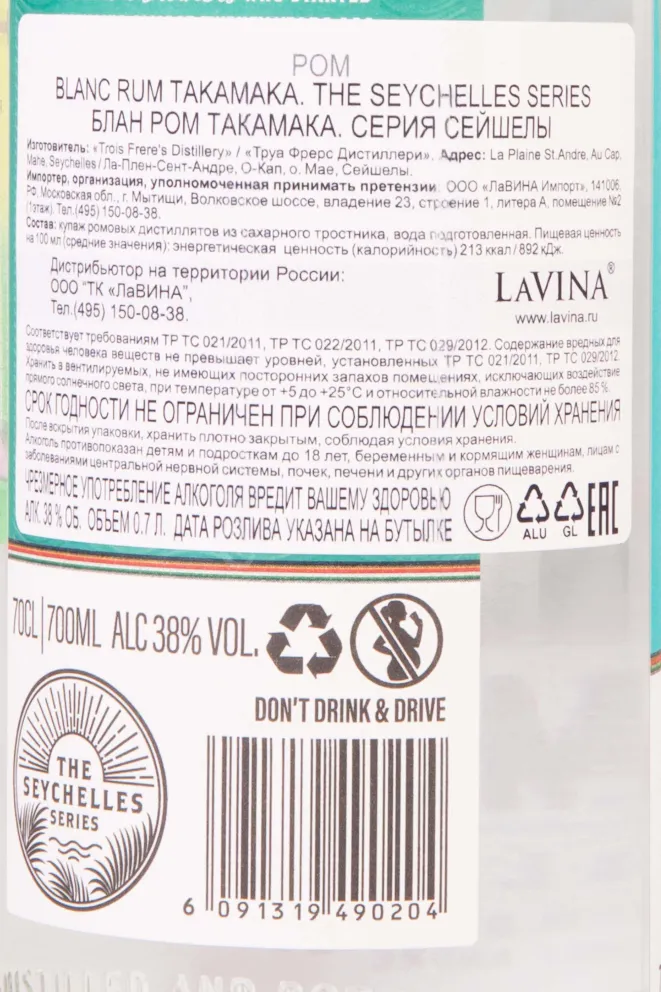 РОМ
BLANC RUM TAKAMAKA. THE SEYCHELLES SERIES
БЛАН РОМ ТАКАМАКА. СЕРИЯ СЕЙШЕЛЫ
Изготовитель: «Trois Frere's Distillery» / «Труа Фрерс Дистиллери». Адрес: La Plaine St.Andre, Au Cap,
Mahe, Seychelles / Ла-Плен-Сент-Андре, О-Кап, о. Маэ, Сейшелы.
Импортер, организация, уполномоченная принимать претензии: ООО «ЛаВИНА Импорт», 141006,
РФ, Московская обл., г. Мытищи, Волковское шоссе, владение 23, строение 1, литера А, помещение №2
(1этаж). Тел.(495) 150-08-38.
Состав: купаж ромовых дистиллятов из сахарного тростника, вода подготовленная. Пищевая ценность
на 100 мл (средние значения): энергетическая ценность (калорийность) 213 ккал / 892 кДж.
Дистрибьютор на территории России:
ООО "ТК «ЛаВИНА",
Тел.(495) 150-08-38.
LAVINA®
www.lavina.ru
Соответствует требованиям ТР ТС 021/2011, ТР ТС 022/2011, ТР ТС 029/2012. Содержание вредных для
здоровья человека веществ не превышает уровней, установленных ТР ТС 021/2011, ТР ТС 029/2012.
Хранить в вентилируемых, не имеющих посторонних запахов помещениях, исключающих воздействие
прямого солнечного света, при температуре от +5 до +25°С и относительной влажности не более 85 %.
СРОК ГОДНОСТИ НЕ ОГРАНИЧЕН ПРИ СОБЛЮДЕНИИ УСЛОВИЙ ХРАНЕНИЯ
После вскрытия упаковки, хранить плотно закрытым, соблюдая условия хранения.
Алкоголь противопоказан детям и подросткам до 18 лет, беременным и кормящим женщинам, лицам с
заболеваниями центральной нервной системы, почек, печени и других органов пищеварения.
ЧРЕЗМЕРНОЕ УПОТРЕБЛЕНИЕ АЛКОГОЛЯ ВРЕДИТ ВАШЕМУ ЗДОРОВЬЮ
АЛК. 38 % ОБ. ОБЪЕМ 0.7 Л. ДАТА РОЗЛИВА УКАЗАНА НА БУТЫЛКЕ
ALU GL EAC
70CL | 700ML ALC 38% VOL.
DON'T DRINK & DRIVE
THE
SEYCHELLES
SERIES
6 091319 490204